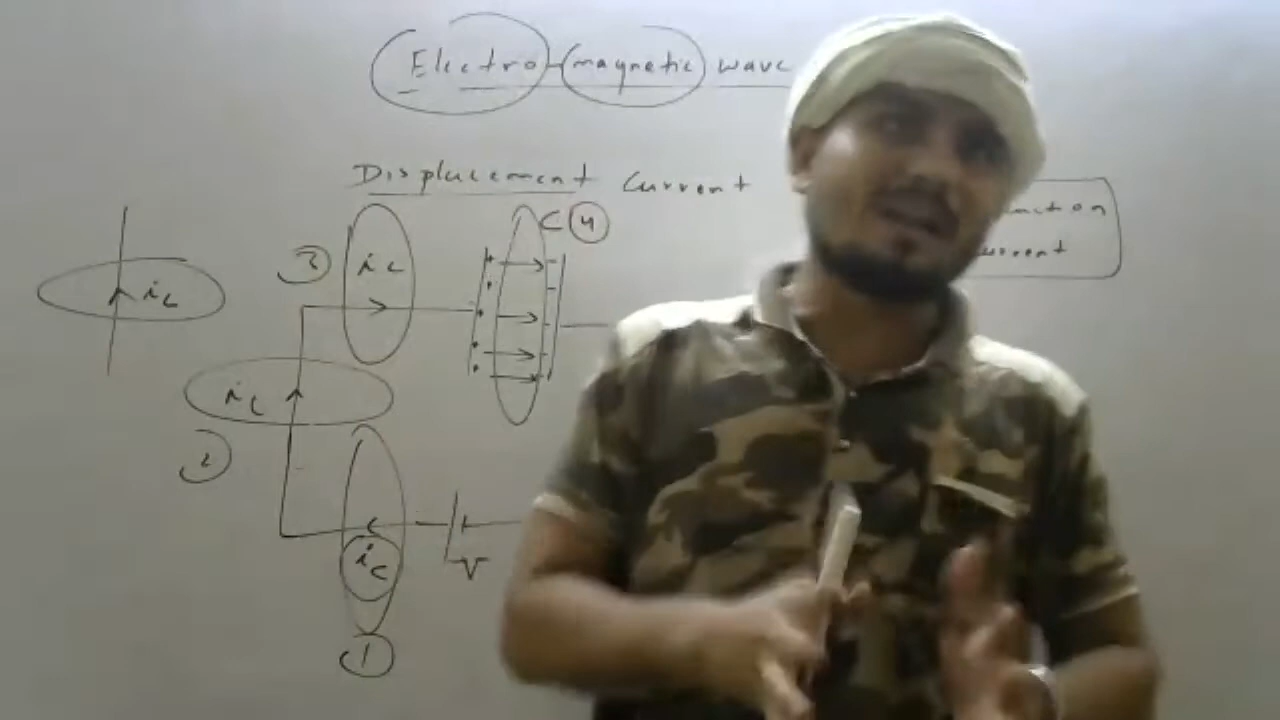 Electro-magnetic wave
Displacement Current
C 4
3
ic
ic
ic
2
V
ic
1